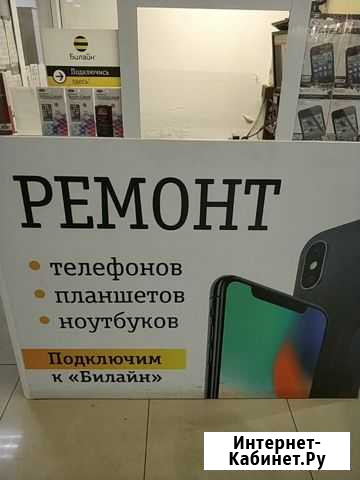 Билайн
Подключись
здесь!
РЕМОНТ
• телефонов
• планшетов
• ноутбуков
Подключим
к «Билайн»
Интернет-
Кабинет.Ру